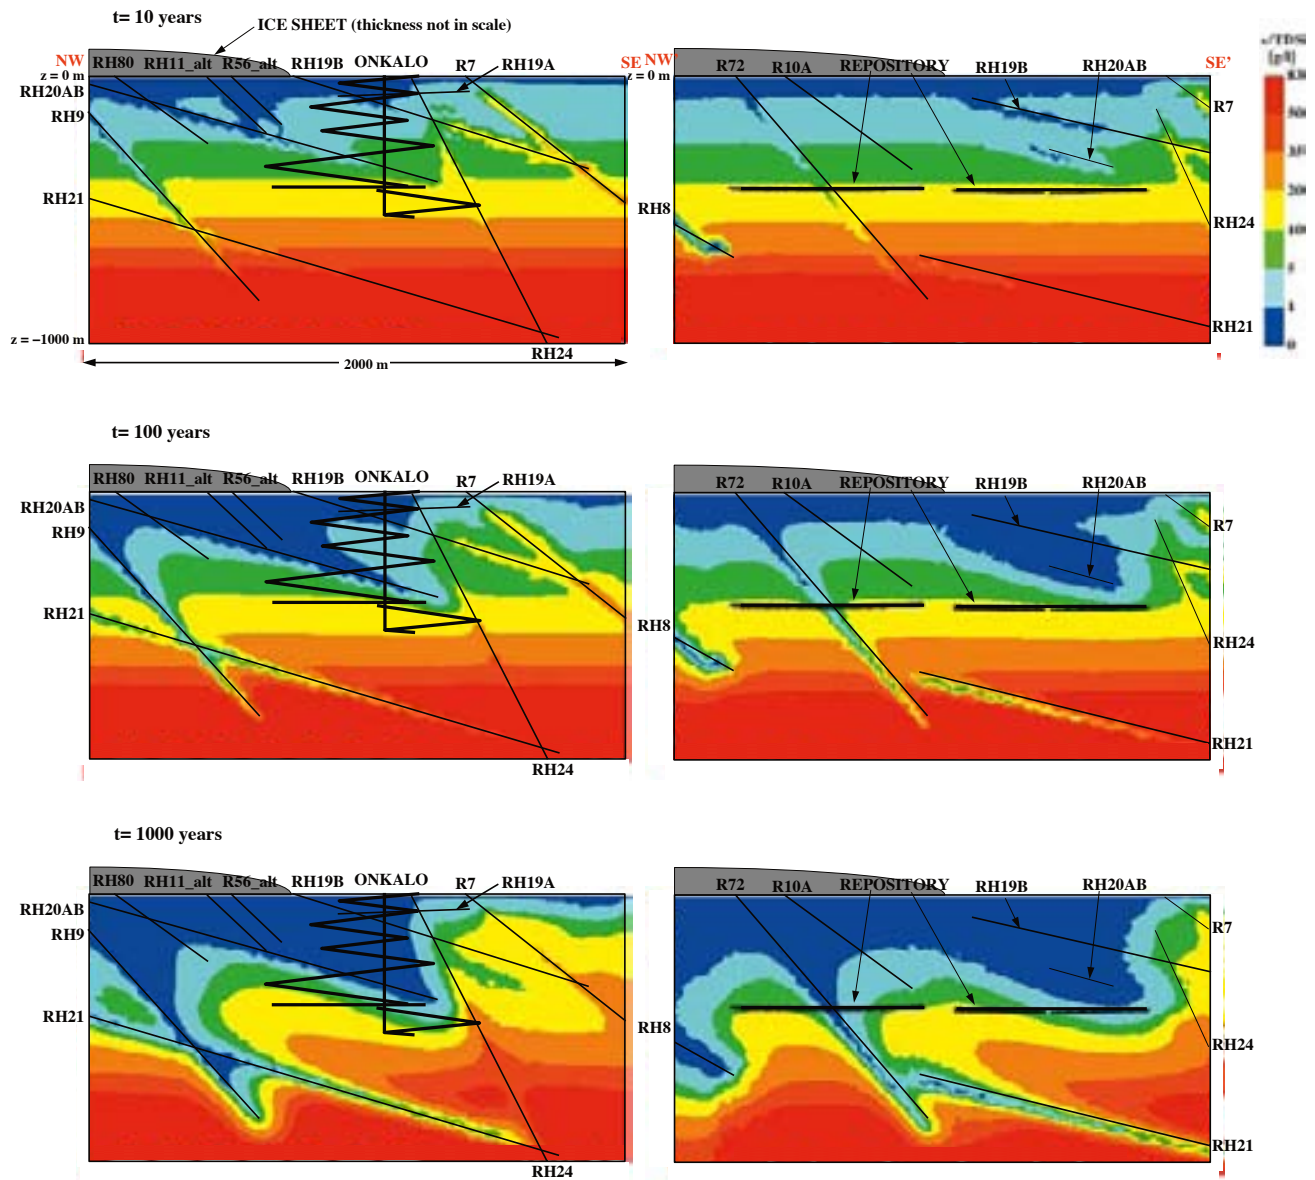 t= 10 years
ICE SHEET (thickness not in scale)
NW RH80 RH11_alt R56_alt RH19B ONKALO R7 RH19A SE
z = 0 m
RH20AB
RH9
RH21
z = −1000 m
2000 m
RH24
NW' R72 R10A REPOSITORY RH19B RH20AB SE'
z = 0 m
R7
RH8
RH24
RH21
[g/l]
t= 100 years
RH80 RH11_alt R56_alt RH19B ONKALO R7 RH19A
RH20AB
RH9
RH21
RH24
R72 R10A REPOSITORY RH19B RH20AB
R7
RH8
RH24
RH21
t= 1000 years
RH80 RH11_alt R56_alt RH19B ONKALO R7 RH19A
RH20AB
RH9
RH21
RH24
R72 R10A REPOSITORY RH19B RH20AB
R7
RH8
RH24
RH21